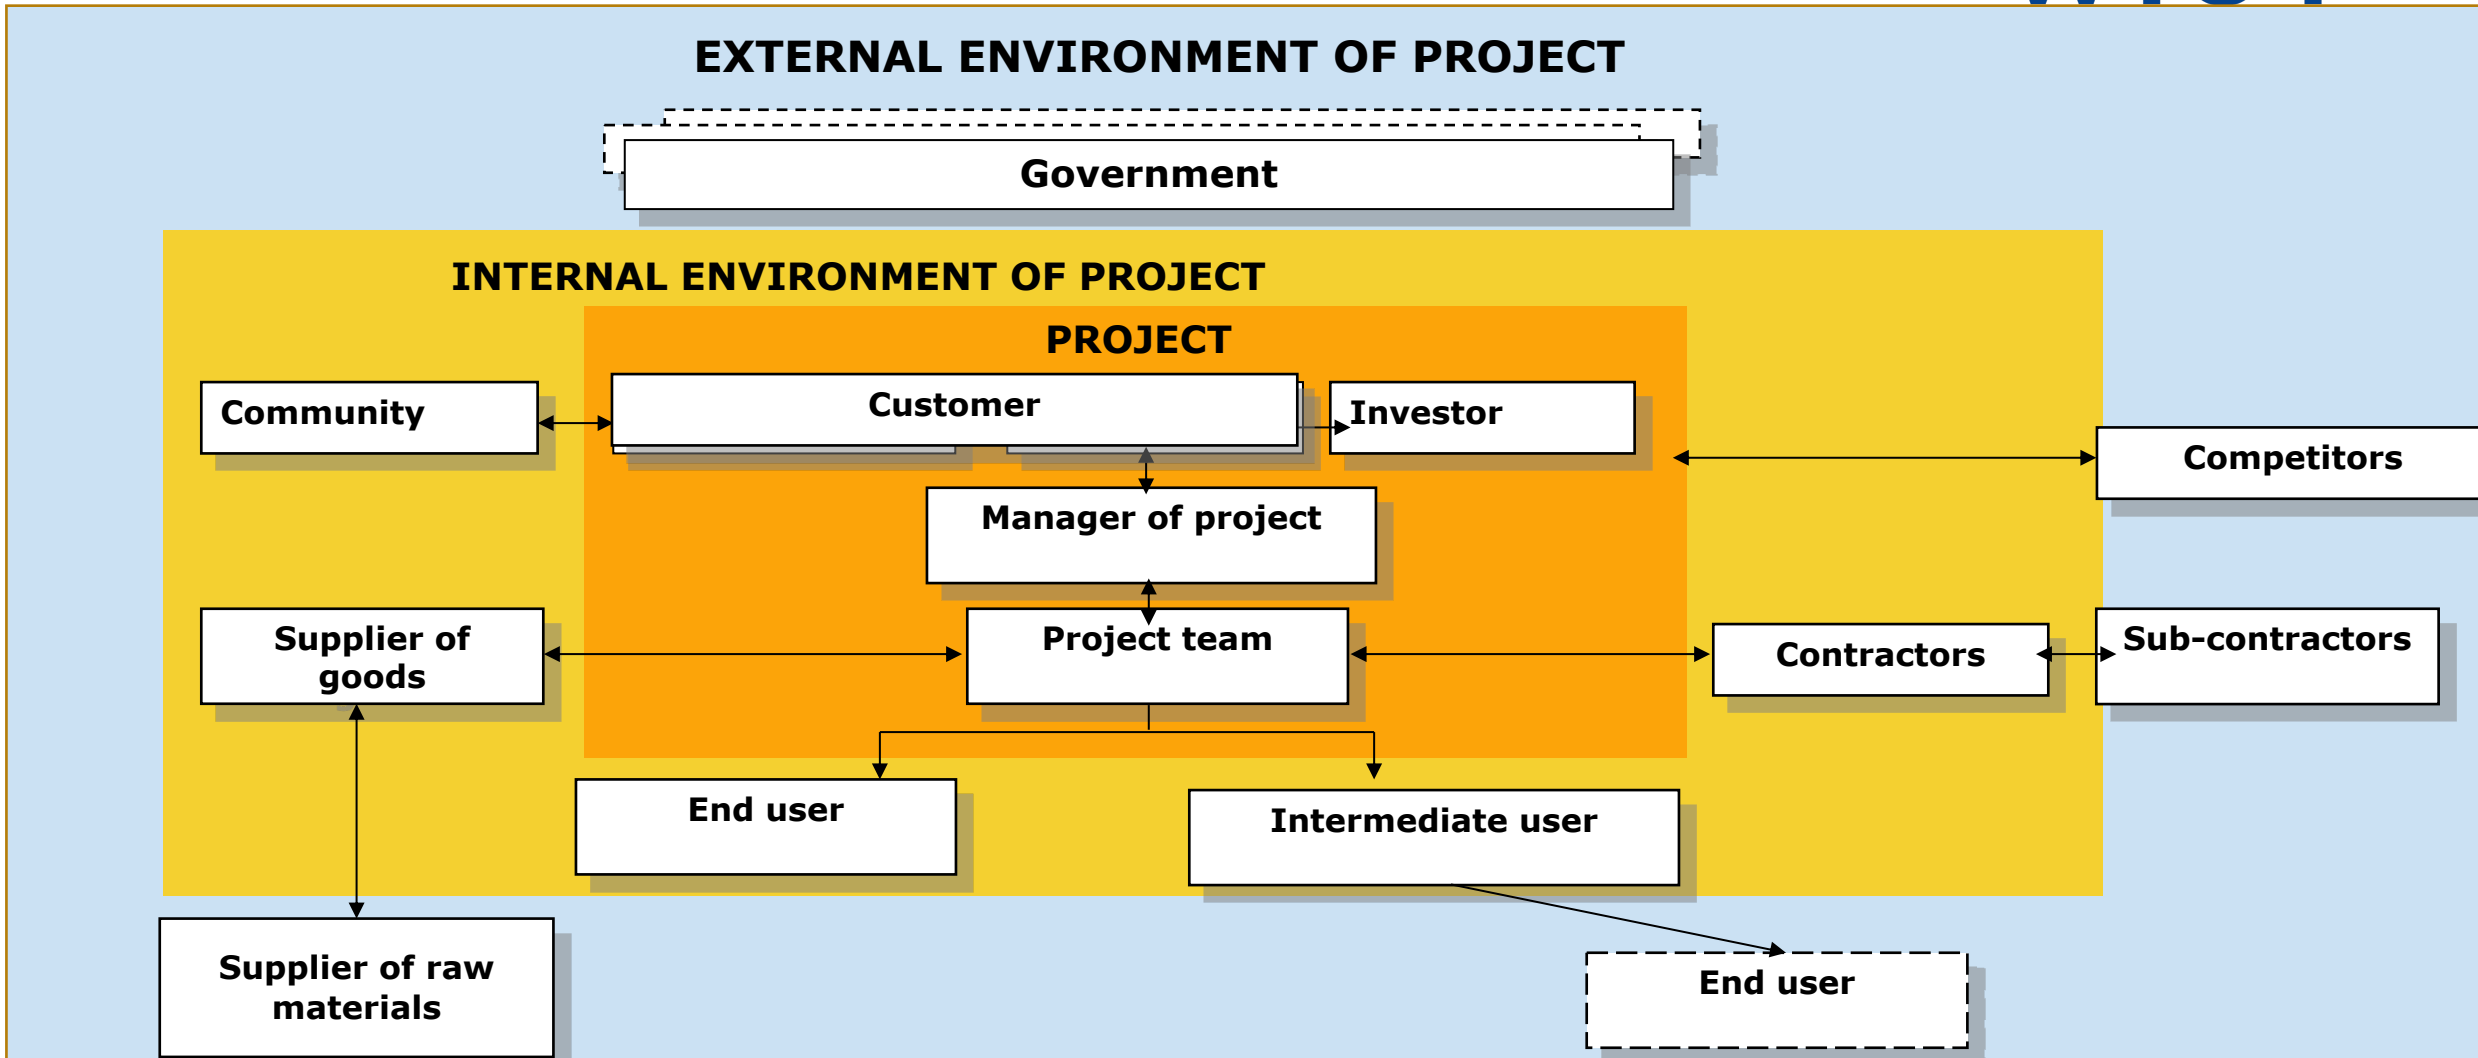 EXTERNAL ENVIRONMENT OF PROJECT
Government
INTERNAL ENVIRONMENT OF PROJECT
PROJECT
Community
Customer
Investor
Competitors
Manager of project
Supplier of
goods
Project team
Contractors
Sub-contractors
End user
Intermediate user
Supplier of raw
materials
End user